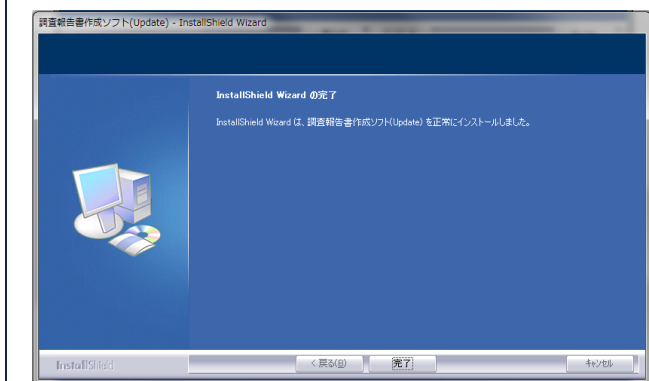 調査報告書作成ソフト(Update) - InstallShield Wizard
InstallShield Wizard の完了
InstallShield Wizard は、調査報告書作成ソフト(Update) を正常にインストールしました。
InstallShield
< 戻る(B)
完了
キャンセル